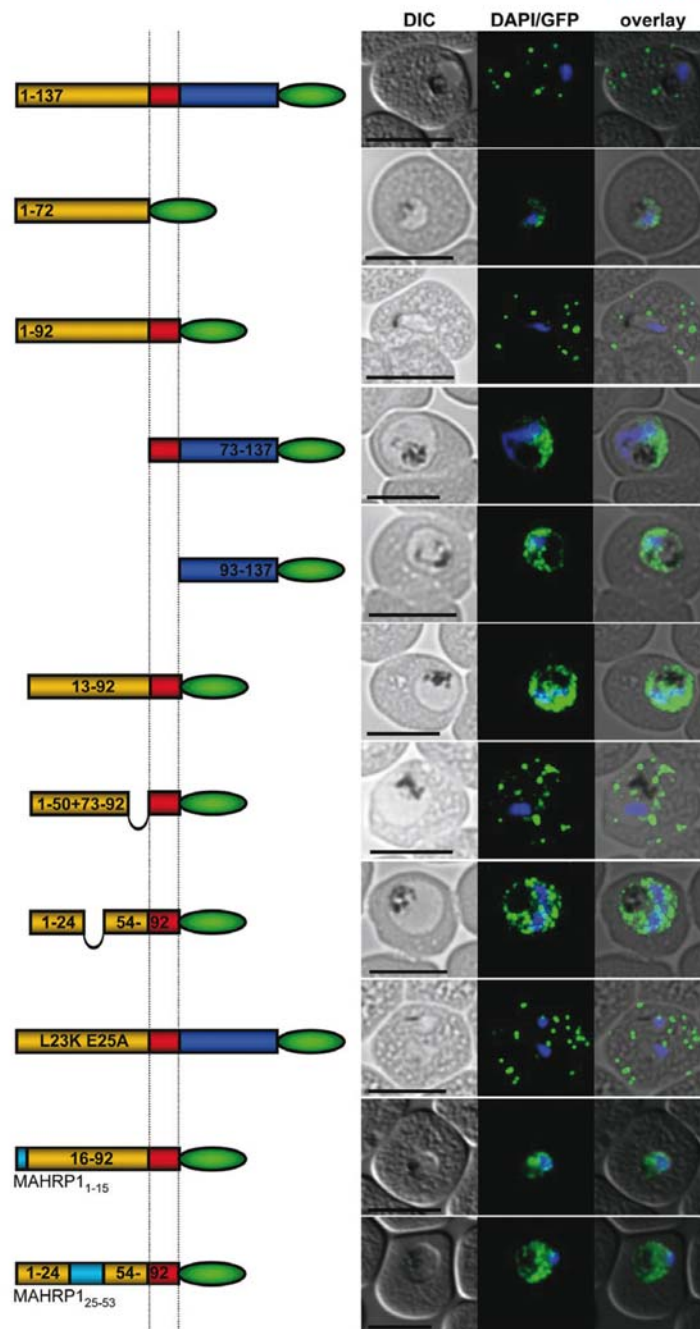 DIC DAPI/GFP overlay
1-137
1-72
1-92
73-137
93-137
13-92
1-50+73-92
1-24 54- 92
L23K E25A
16-92
MAHRP1₁₋₁₅
1-24 54- 92
MAHRP1₂₅₋₅₃